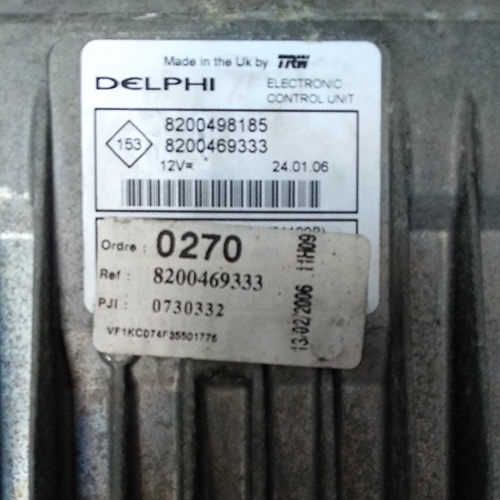 Made in the Uk by TRW
DELPHI
ELECTRONIC
CONTROL UNIT
153
8200498185
8200469333
12V=
24.01.06
Ordre : 0270
Ref : 8200469333
PJI : 0730332
VF1KC074F35501776
13/02/2006 11H09